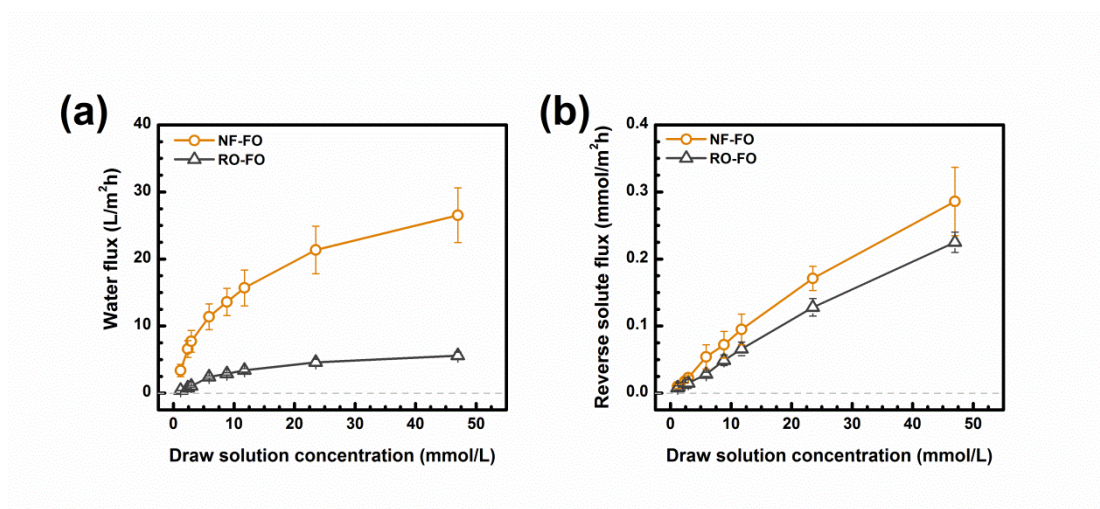 (a)
40
30
20
10
0
Water flux (L/m²h)
NF-FO
RO-FO
0 10 20 30 40 50
Draw solution concentration (mmol/L)
(b)
0.4
0.3
0.2
0.1
0.0
Reverse solute flux (mmol/m²h)
NF-FO
RO-FO
0 10 20 30 40 50
Draw solution concentration (mmol/L)